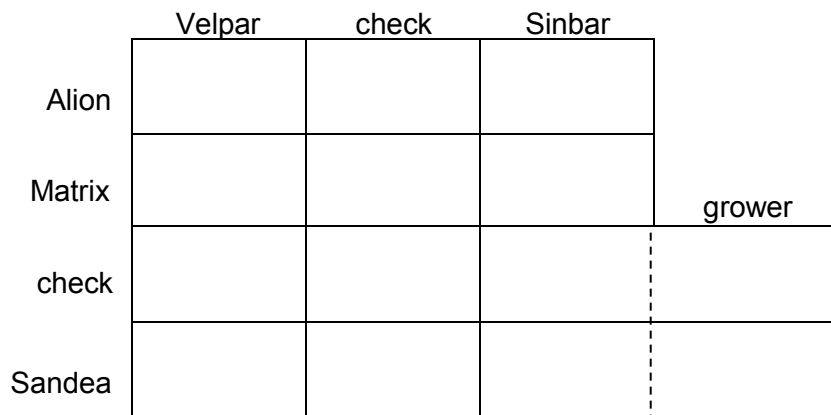 Velpar check Sinbar
Alion
Matrix
grower
check
Sandea